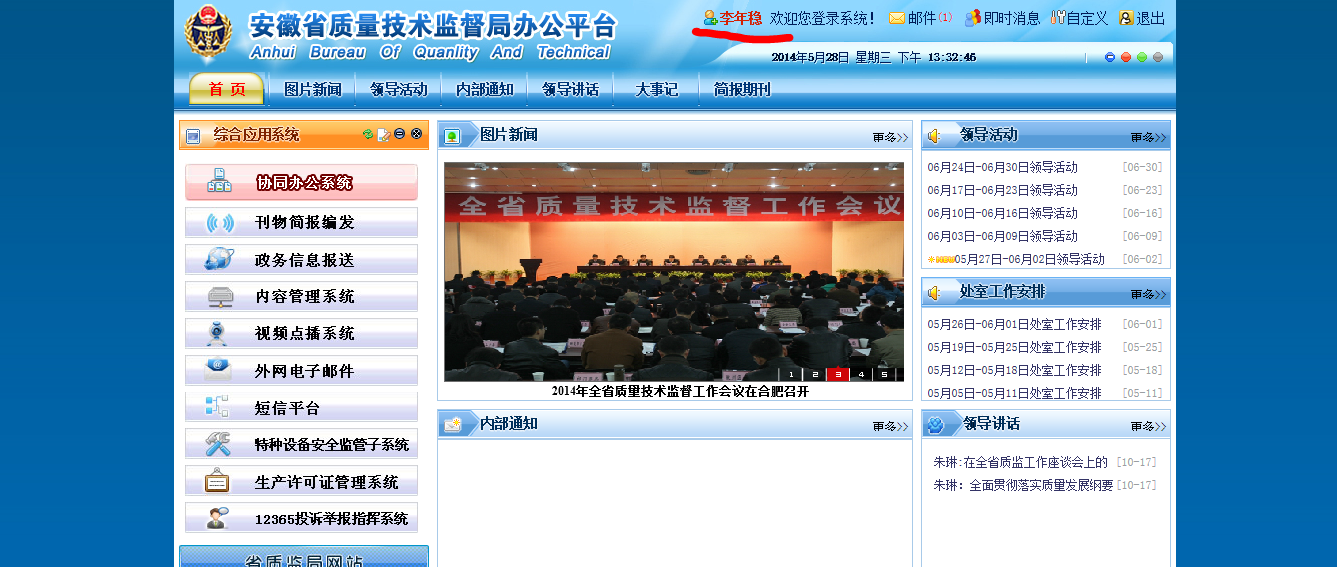 安徽省质量技术监督局办公平台
Anhui Bureau Of Quanlity And Technical
李年稳 欢迎您登录系统! 邮件(1) 即时消息 自定义 退出
2014年5月28日 星期三 下午 13:32:46
首 页 图片新闻 领导活动 内部通知 领导讲话 大事记 简报期刊
综合应用系统
协同办公系统
刊物简报编发
政务信息报送
内容管理系统
视频点播系统
外网电子邮件
短信平台
特种设备安全监管子系统
生产许可证管理系统
12365投诉举报指挥系统
省质监局网站
图片新闻 更多>>
全省质量技术监督工作会议
1 2 3 4 5
2014年全省质量技术监督工作会议在合肥召开
内部通知 更多>>
领导活动 更多>>
06月24日-06月30日领导活动 [06-30]
06月17日-06月23日领导活动 [06-23]
06月10日-06月16日领导活动 [06-16]
06月03日-06月09日领导活动 [06-09]
NEW05月27日-06月02日领导活动 [06-02]
处室工作安排 更多>>
05月26日-06月01日处室工作安排 [06-01]
05月19日-05月25日处室工作安排 [05-25]
05月12日-05月18日处室工作安排 [05-18]
05月05日-05月11日处室工作安排 [05-11]
领导讲话 更多>>
朱琳:在全省质监工作座谈会上的 [10-17]
朱琳: 全面贯彻落实质量发展纲要 [10-17]